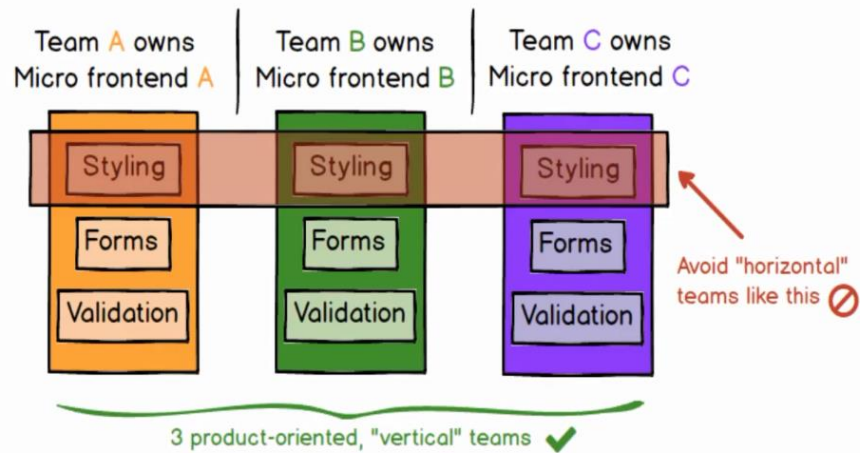 Team A owns
Micro frontend A
Team B owns
Micro frontend B
Team C owns
Micro frontend C
Styling
Styling
Styling
Forms
Forms
Forms
Validation
Validation
Validation
Avoid "horizontal"
teams like this
3 product-oriented, "vertical" teams